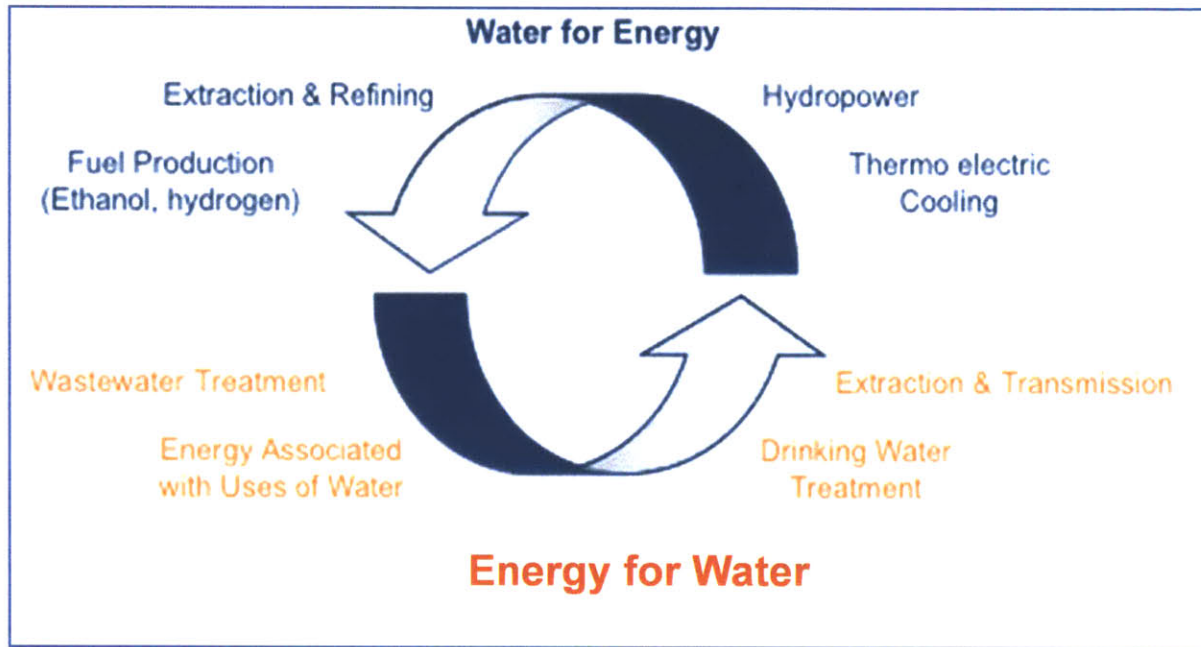 Water for Energy
Extraction & Refining
Hydropower
Fuel Production
(Ethanol, hydrogen)
Thermo electric
Cooling
Wastewater Treatment
Extraction & Transmission
Energy Associated
with Uses of Water
Drinking Water
Treatment
Energy for Water